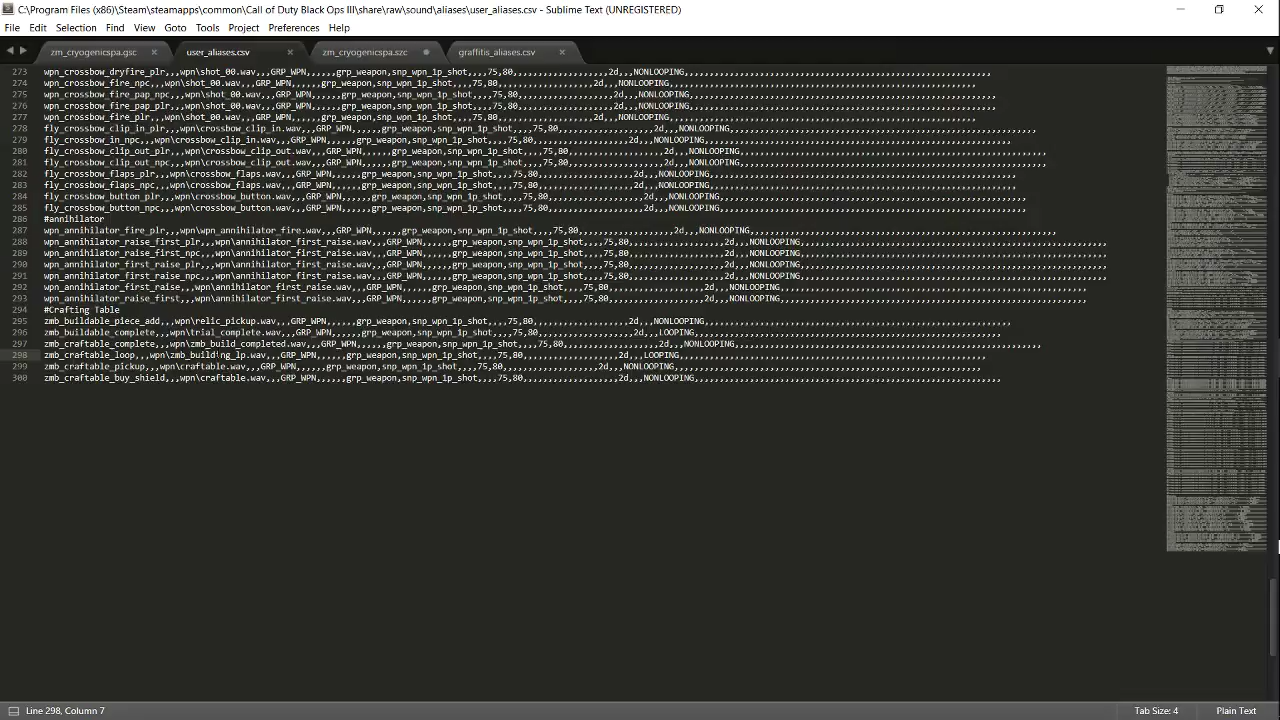 C:\Program Files (x86)\Steam\steamapps\common\Call of Duty Black Ops III\share\raw\sound\aliases\user_aliases.csv - Sublime Text (UNREGISTERED)
File Edit Selection Find View Goto Tools Project Preferences Help
zm_cryogenicspa.gsc user_aliases.csv zm_cryogenicspa.szc graffitis_aliases.csv
273 wpn_crossbow_dryfire_plr,,,wpn\shot_00.wav,,,GRP_WPN,,,,,,grp_weapon,snp_wpn_1p_shot,,,,75,80,,,,,,,,,,,,2d,,,NONLOOPING
274 wpn_crossbow_fire_npc,,,wpn\shot_00.wav,,,GRP_WPN,,,,,,grp_weapon,snp_wpn_1p_shot,,,,75,80,,,,,,,,,,,,2d,,,NONLOOPING
275 wpn_crossbow_fire_pap_npc,,,wpn\shot_00.wav,,,GRP_WPN,,,,,,grp_weapon,snp_wpn_1p_shot,,,,75,80,,,,,,,,,,,,2d,,,NONLOOPING
276 wpn_crossbow_fire_pap_plr,,,wpn\shot_00.wav,,,GRP_WPN,,,,,,grp_weapon,snp_wpn_1p_shot,,,,75,80,,,,,,,,,,,,2d,,,NONLOOPING
277 wpn_crossbow_fire_plr,,,wpn\shot_00.wav,,,GRP_WPN,,,,,,grp_weapon,snp_wpn_1p_shot,,,,75,80,,,,,,,,,,,,2d,,,NONLOOPING
278 fly_crossbow_clip_in_plr,,,wpn\crossbow_clip_in.wav,,,GRP_WPN,,,,,,grp_weapon,snp_wpn_1p_shot,,,,75,80,,,,,,,,,,,,2d,,,NONLOOPING
279 fly_crossbow_in_npc,,,wpn\crossbow_clip_in.wav,,,GRP_WPN,,,,,,grp_weapon,snp_wpn_1p_shot,,,,75,80,,,,,,,,,,,,2d,,,NONLOOPING
280 fly_crossbow_clip_out_plr,,,wpn\crossbow_clip_out.wav,,,GRP_WPN,,,,,,grp_weapon,snp_wpn_1p_shot,,,,75,80,,,,,,,,,,,,2d,,,NONLOOPING
281 fly_crossbow_clip_out_npc,,,wpn\crossbow_clip_out.wav,,,GRP_WPN,,,,,,grp_weapon,snp_wpn_1p_shot,,,,75,80,,,,,,,,,,,,2d,,,NONLOOPING
282 fly_crossbow_flaps_plr,,,wpn\crossbow_flaps.wav,,,GRP_WPN,,,,,,grp_weapon,snp_wpn_1p_shot,,,,75,80,,,,,,,,,,,,2d,,,NONLOOPING
283 fly_crossbow_flaps_npc,,,wpn\crossbow_flaps.wav,,,GRP_WPN,,,,,,grp_weapon,snp_wpn_1p_shot,,,,75,80,,,,,,,,,,,,2d,,,NONLOOPING
284 fly_crossbow_button_plr,,,wpn\crossbow_button.wav,,,GRP_WPN,,,,,,grp_weapon,snp_wpn_1p_shot,,,,75,80,,,,,,,,,,,,2d,,,NONLOOPING
285 fly_crossbow_button_npc,,,wpn\crossbow_button.wav,,,GRP_WPN,,,,,,grp_weapon,snp_wpn_1p_shot,,,,75,80,,,,,,,,,,,,2d,,,NONLOOPING
286 #annihilator
287 wpn_annihilator_fire_plr,,,wpn\wpn_annihilator_fire.wav,,,GRP_WPN,,,,,,grp_weapon,snp_wpn_1p_shot,,,,75,80,,,,,,,,,,,,2d,,,NONLOOPING
288 wpn_annihilator_raise_first_plr,,,wpn\annihilator_first_raise.wav,,,GRP_WPN,,,,,,grp_weapon,snp_wpn_1p_shot,,,,75,80,,,,,,,,,,,,2d,,,NONLOOPING
289 wpn_annihilator_raise_first_npc,,,wpn\annihilator_first_raise.wav,,,GRP_WPN,,,,,,grp_weapon,snp_wpn_1p_shot,,,,75,80,,,,,,,,,,,,2d,,,NONLOOPING
290 wpn_annihilator_first_raise_plr,,,wpn\annihilator_first_raise.wav,,,GRP_WPN,,,,,,grp_weapon,snp_wpn_1p_shot,,,,75,80,,,,,,,,,,,,2d,,,NONLOOPING
291 wpn_annihilator_first_raise_npc,,,wpn\annihilator_first_raise.wav,,,GRP_WPN,,,,,,grp_weapon,snp_wpn_1p_shot,,,,75,80,,,,,,,,,,,,2d,,,NONLOOPING
292 wpn_annihilator_first_raise,,,wpn\annihilator_first_raise.wav,,,GRP_WPN,,,,,,grp_weapon,snp_wpn_1p_shot,,,,75,80,,,,,,,,,,,,2d,,,NONLOOPING
293 wpn_annihilator_raise_first,,,wpn\annihilator_first_raise.wav,,,GRP_WPN,,,,,,grp_weapon,snp_wpn_1p_shot,,,,75,80,,,,,,,,,,,,2d,,,NONLOOPING
294 #Crafting Table
295 zmb_buildable_piece_add,,,wpn\relic_pickup.wav,,,GRP_WPN,,,,,,grp_weapon,snp_wpn_1p_shot,,,,75,80,,,,,,,,,,,,2d,,,NONLOOPING
296 zmb_buildable_complete,,,wpn\trial_complete.wav,,,GRP_WPN,,,,,,grp_weapon,snp_wpn_1p_shot,,,,75,80,,,,,,,,,,,,2d,,,LOOPING
297 zmb_craftable_complete,,,wpn\zmb_build_completed.wav,,,GRP_WPN,,,,,,grp_weapon,snp_wpn_1p_shot,,,,75,80,,,,,,,,,,,,2d,,,NONLOOPING
298 zmb_craftable_loop,,,wpn\zmb_building_lp.wav,,,GRP_WPN,,,,,,grp_weapon,snp_wpn_1p_shot,,,,75,80,,,,,,,,,,,,2d,,,LOOPING
299 zmb_craftable_pickup,,,wpn\craftable.wav,,,GRP_WPN,,,,,,grp_weapon,snp_wpn_1p_shot,,,,75,80,,,,,,,,,,,,2d,,,NONLOOPING
300 zmb_craftable_buy_shield,,,wpn\craftable.wav,,,GRP_WPN,,,,,,grp_weapon,snp_wpn_1p_shot,,,,75,80,,,,,,,,,,,,2d,,,NONLOOPING
Line 298, Column 7 Tab Size: 4 Plain Text